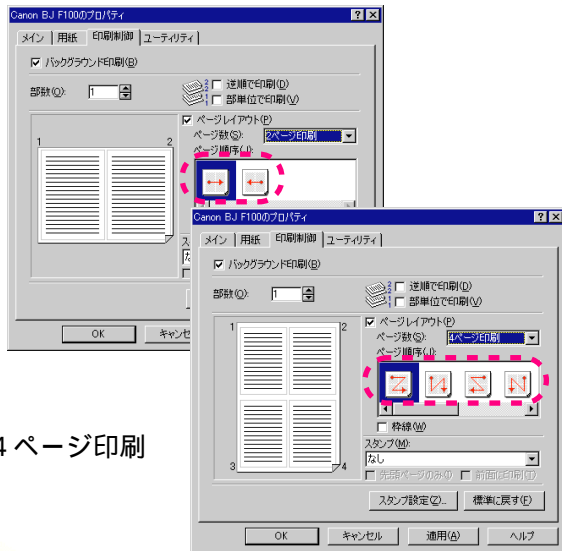 Canon BJ F100のプロパティ
メイン 用紙 印刷制御 ユーティリティ
バックグラウンド印刷(B)
部数(Q): 1
逆順で印刷(D)
部単位で印刷(V)
ページレイアウト(P)
ページ数(S): 2ページ印刷
ページ順序(J):
1 2
OK
Canon BJ F100のプロパティ
メイン 用紙 印刷制御 ユーティリティ
バックグラウンド印刷(B)
部数(Q): 1
逆順で印刷(D)
部単位で印刷(V)
ページレイアウト(P)
ページ数(S): 4ページ印刷
ページ順序(J):
1 2
3 4
枠線(W)
スタンプ(M):
なし
先頭ページのみ(I) 前面に印刷(T)
スタンプ設定(Z)... 標準に戻す(F)
OK キャンセル 適用(A) ヘルプ
4ページ印刷